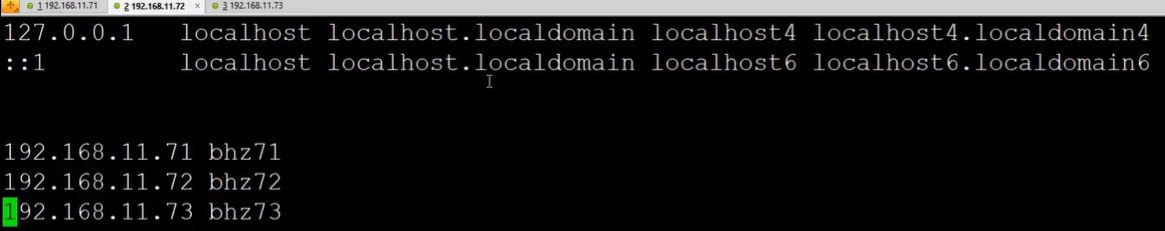 1 192.168.11.71 2 192.168.11.72 × 3 192.168.11.73
127.0.0.1 localhost localhost.localdomain localhost4 localhost4.localdomain4
::1 localhost localhost.localdomain localhost6 localhost6.localdomain6
192.168.11.71 bhz71
192.168.11.72 bhz72
192.168.11.73 bhz73